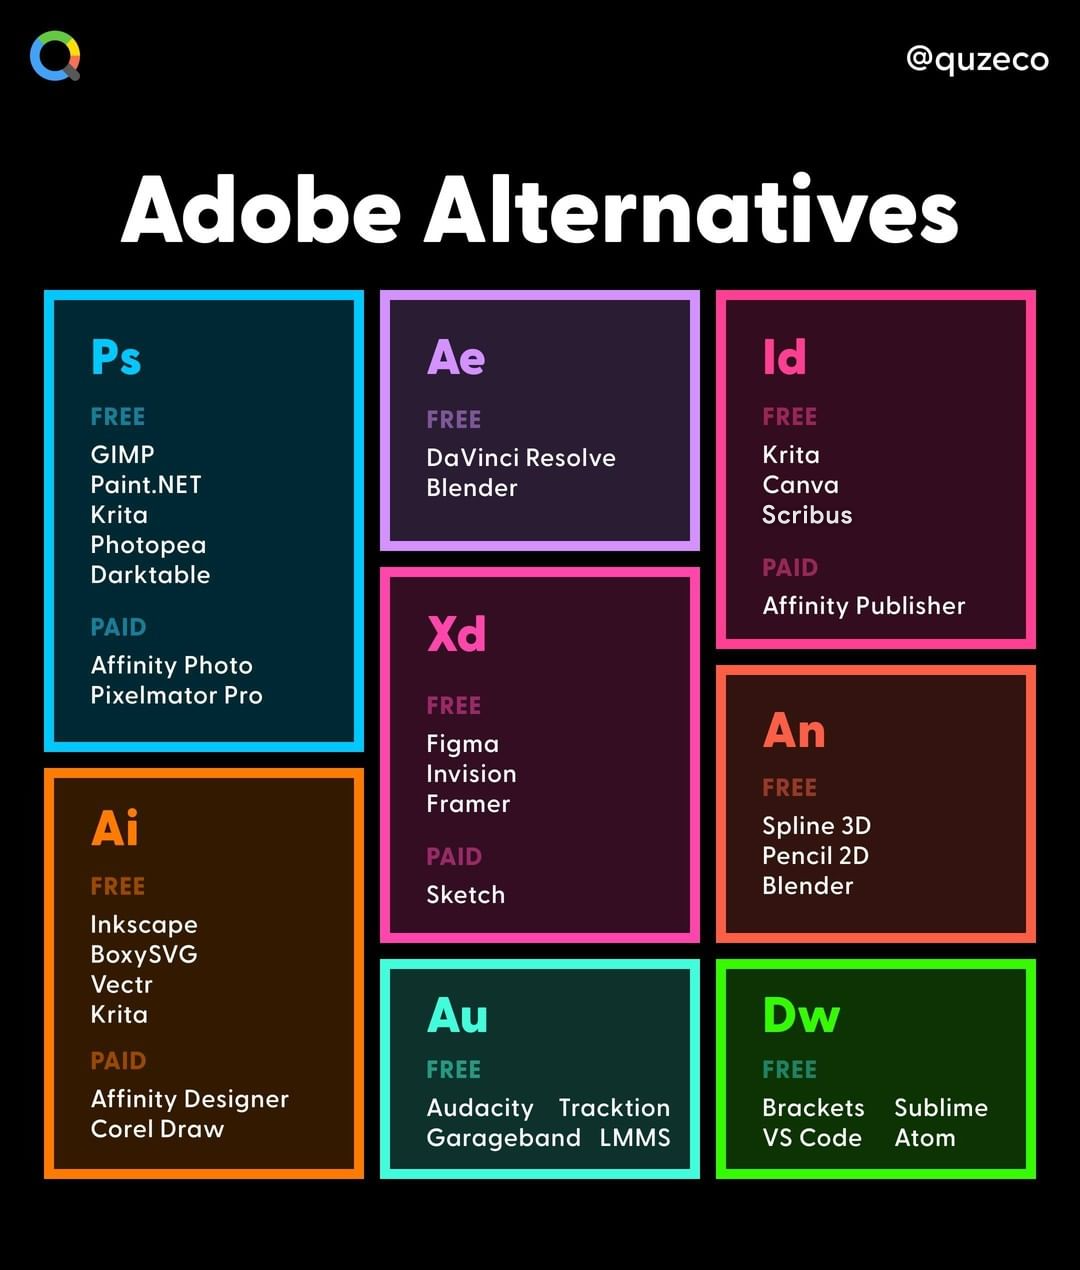 @quzeco
Adobe Alternatives
Ps
FREE
GIMP
Paint.NET
Krita
Photopea
Darktable
PAID
Affinity Photo
Pixelmator Pro
Ai
FREE
Inkscape
BoxySVG
Vectr
Krita
PAID
Affinity Designer
Corel Draw
Ae
FREE
DaVinci Resolve
Blender
Xd
FREE
Figma
Invision
Framer
PAID
Sketch
Au
FREE
Audacity Tracktion
Garageband LMMS
Id
FREE
Krita
Canva
Scribus
PAID
Affinity Publisher
An
FREE
Spline 3D
Pencil 2D
Blender
Dw
FREE
Brackets Sublime
VS Code Atom